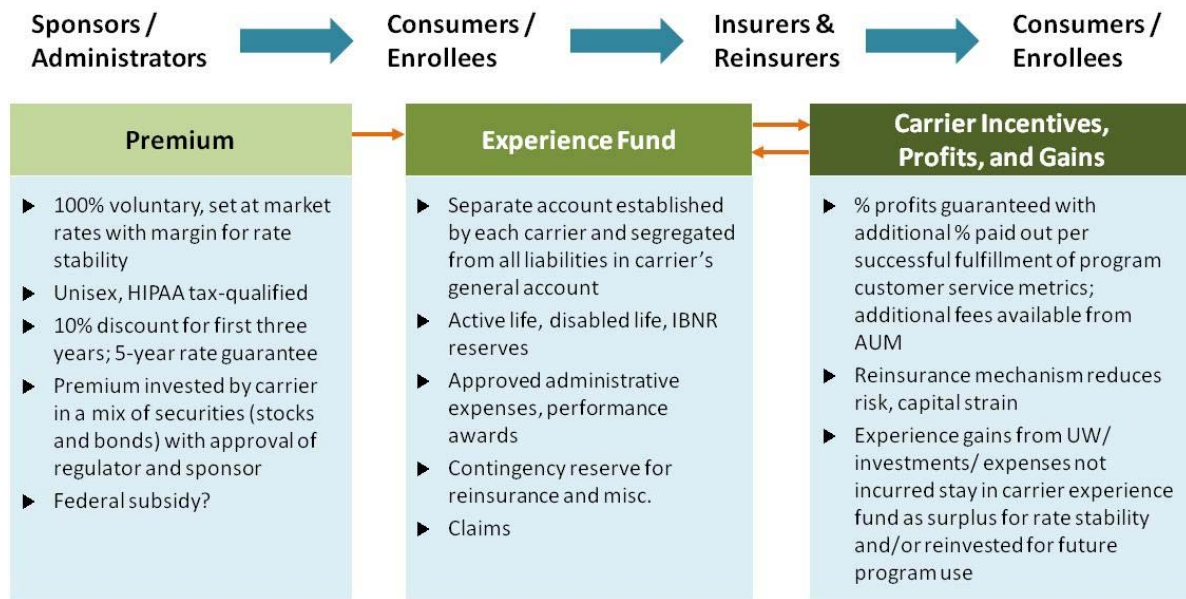 Sponsors /
Administrators
Consumers /
Enrollees
Insurers &
Reinsurers
Consumers /
Enrollees
Premium
► 100% voluntary, set at market
rates with margin for rate
stability
► Unisex, HIPAA tax-qualified
► 10% discount for first three
years; 5-year rate guarantee
► Premium invested by carrier
in a mix of securities (stocks
and bonds) with approval of
regulator and sponsor
► Federal subsidy?
Experience Fund
► Separate account established
by each carrier and segregated
from all liabilities in carrier's
general account
► Active life, disabled life, IBNR
reserves
► Approved administrative
expenses, performance
awards
► Contingency reserve for
reinsurance and misc.
► Claims
Carrier Incentives,
Profits, and Gains
► % profits guaranteed with
additional % paid out per
successful fulfillment of program
customer service metrics;
additional fees available from
AUM
► Reinsurance mechanism reduces
risk, capital strain
► Experience gains from UW/
investments/ expenses not
incurred stay in carrier experience
fund as surplus for rate stability
and/or reinvested for future
program use